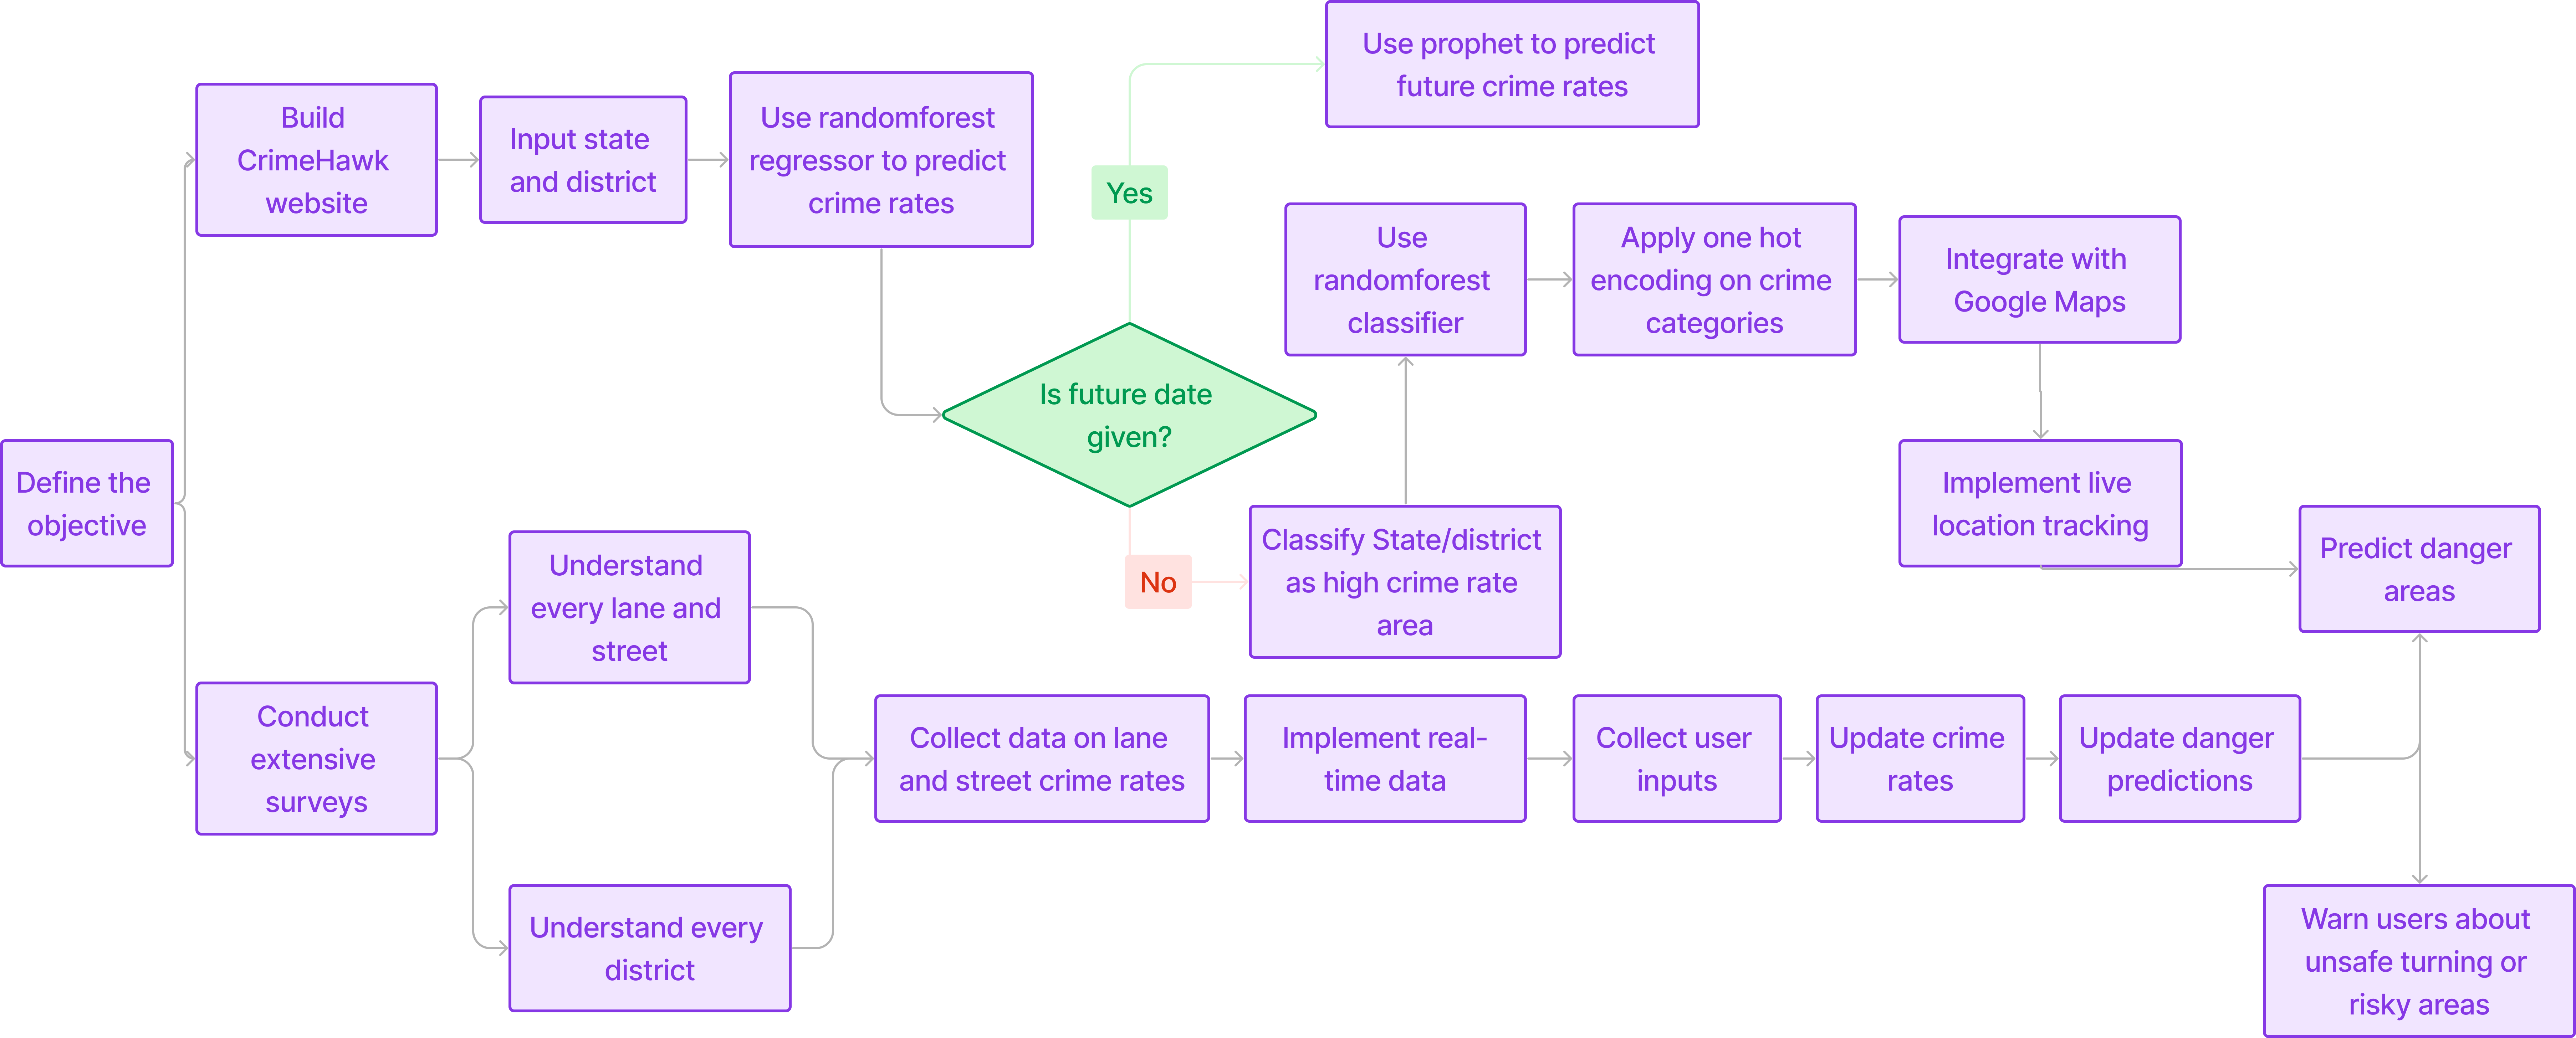 Use prophet to predict
future crime rates
Build
CrimeHawk
website
Input state
and district
Use randomforest
regressor to predict
crime rates
Yes
Use
randomforest
classifier
Apply one hot
encoding on crime
categories
Integrate with
Google Maps
Is future date
given?
Define the
objective
Implement live
location tracking
Understand
every lane and
street
No
Classify State/district
as high crime rate
area
Predict danger
areas
Conduct
extensive
surveys
Collect data on lane
and street crime rates
Implement real-
time data
Collect user
inputs
Update crime
rates
Update danger
predictions
Understand every
district
Warn users about
unsafe turning or
risky areas